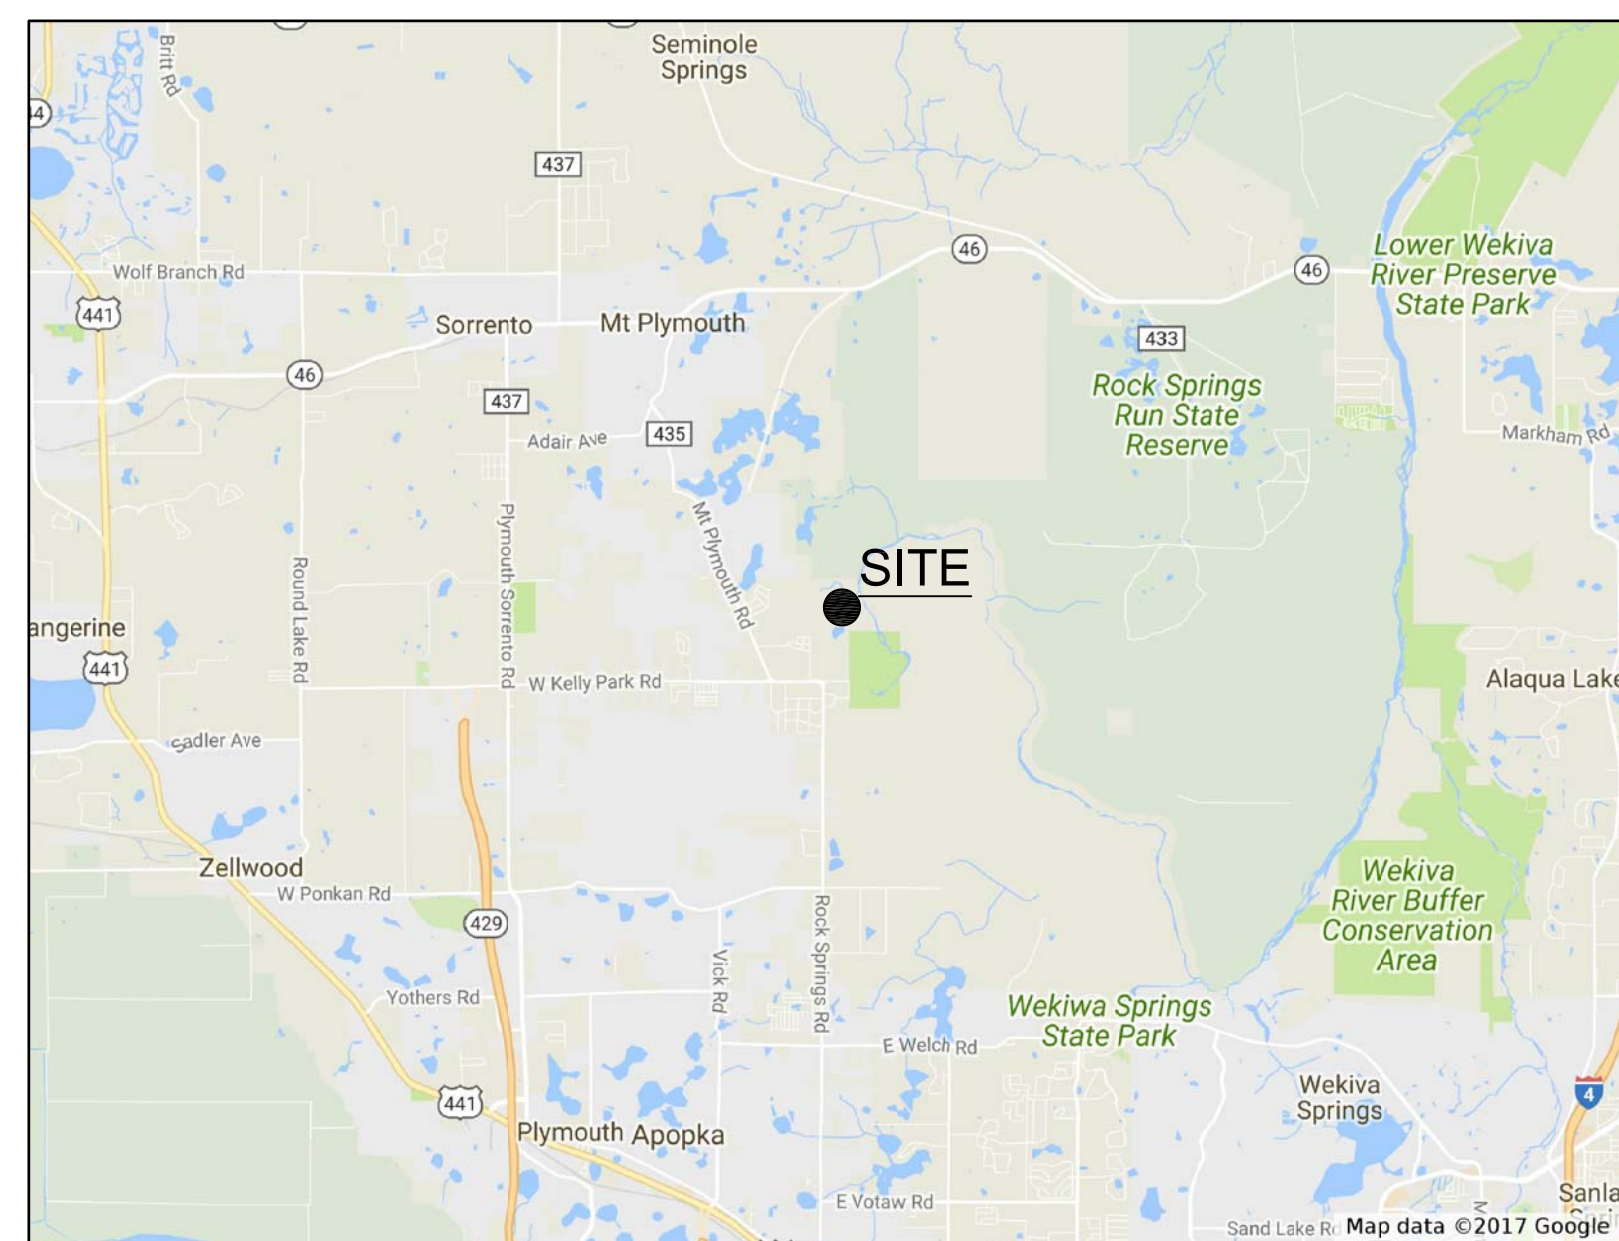 Britt Rd
Seminole
Springs
437
46
46
Lower Wekiva
River Preserve
State Park
Wolf Branch Rd
441
Sorrento
Mt Plymouth
433
46
Rock Springs
Run State
Reserve
437
Adair Ave
435
Markham Rd
Mt Plymouth Rd
Plymouth Sorrento Rd
Round Lake Rd
SITE
angerine
441
W Kelly Park Rd
Alaqua Lake
Sadler Ave
Zellwood
W Ponkan Rd
429
Wekiva
River Buffer
Conservation
Area
Rock Springs Rd
Vick Rd
Yothers Rd
Wekiwa Springs
State Park
E Welch Rd
Wekiva
Springs
4
441
Plymouth
Apopka
E Votaw Rd
Sanla
Sand Lake Rd
Map data ©2017 Google